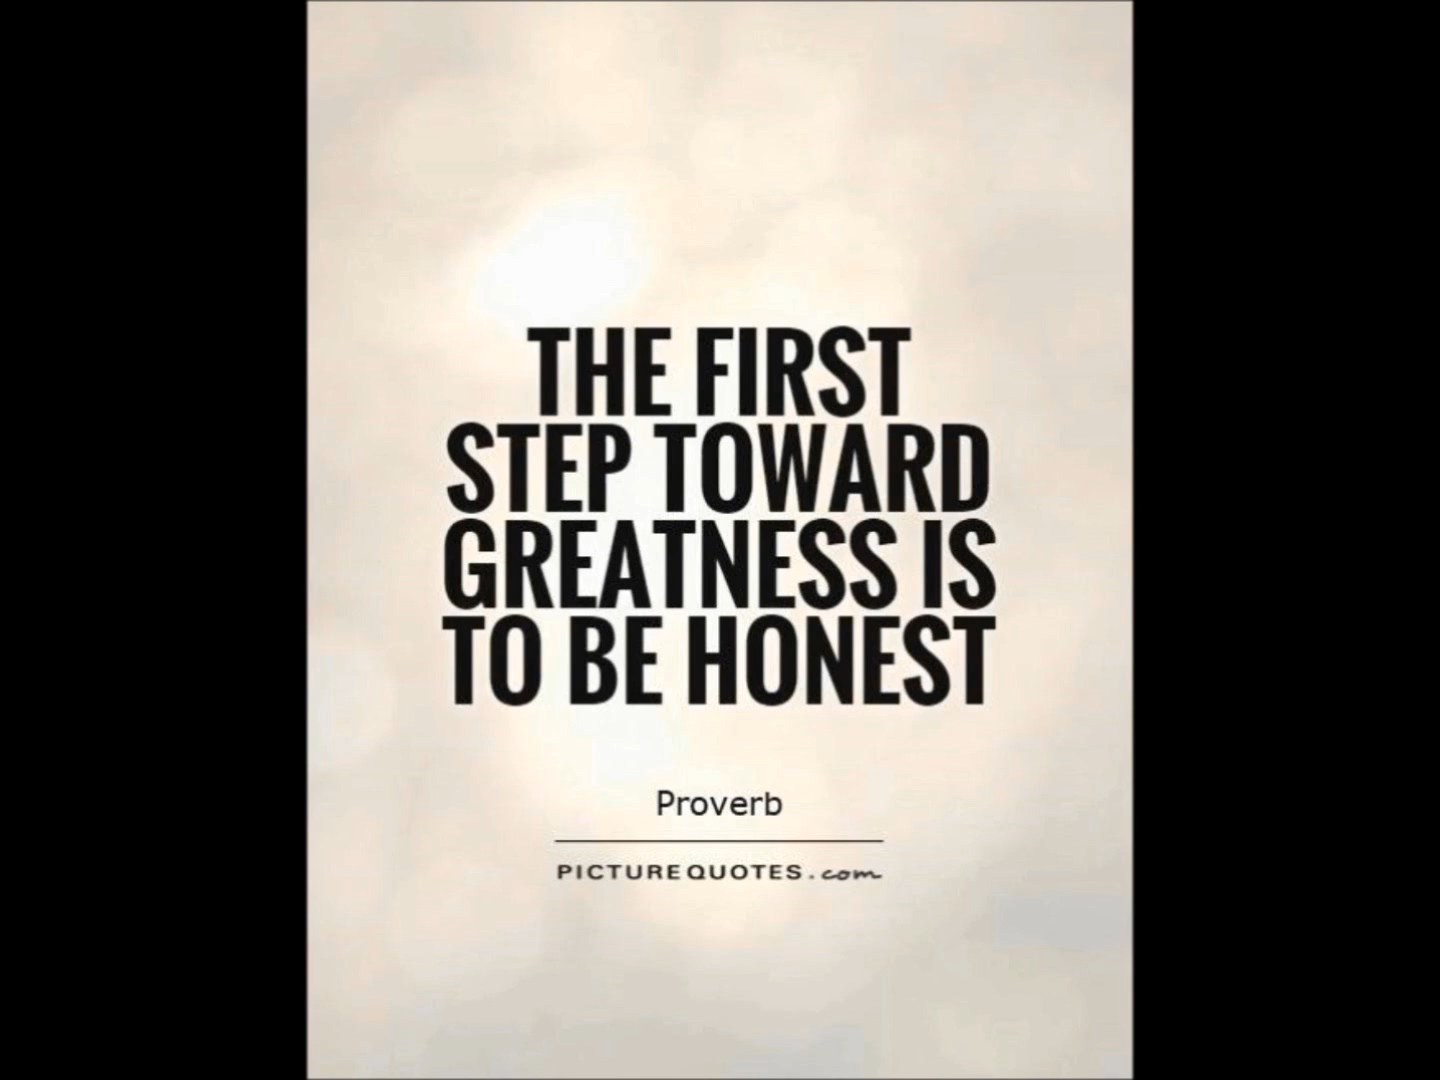 THE FIRST
STEP TOWARD
GREATNESS IS
TO BE HONEST
Proverb
PICTUREQUOTES.com